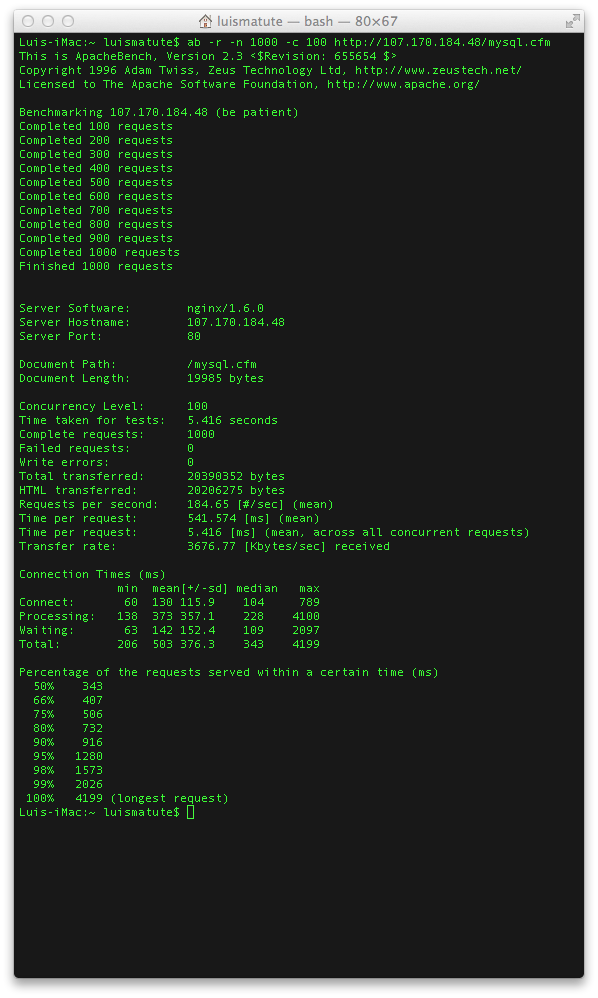 luismatute — bash — 80×67
Luis-iMac:~ luismatute$ ab -r -n 1000 -c 100 http://107.170.184.48/mysql.cfm
This is ApacheBench, Version 2.3 <$Revision: 655654 $>
Copyright 1996 Adam Twiss, Zeus Technology Ltd, http://www.zeustech.net/
Licensed to The Apache Software Foundation, http://www.apache.org/

Benchmarking 107.170.184.48 (be patient)
Completed 100 requests
Completed 200 requests
Completed 300 requests
Completed 400 requests
Completed 500 requests
Completed 600 requests
Completed 700 requests
Completed 800 requests
Completed 900 requests
Completed 1000 requests
Finished 1000 requests


Server Software:        nginx/1.6.0
Server Hostname:        107.170.184.48
Server Port:            80

Document Path:          /mysql.cfm
Document Length:        19985 bytes

Concurrency Level:      100
Time taken for tests:   5.416 seconds
Complete requests:      1000
Failed requests:        0
Write errors:           0
Total transferred:      20390352 bytes
HTML transferred:       20206275 bytes
Requests per second:    184.65 [#/sec] (mean)
Time per request:       541.574 [ms] (mean)
Time per request:       5.416 [ms] (mean, across all concurrent requests)
Transfer rate:          3676.77 [Kbytes/sec] received

Connection Times (ms)
              min  mean[+/-sd] median   max
Connect:       60  130 115.9    104     789
Processing:   138  373 357.1    228    4100
Waiting:       63  142 152.4    109    2097
Total:        206  503 376.3    343    4199

Percentage of the requests served within a certain time (ms)
  50%    343
  66%    407
  75%    506
  80%    732
  90%    916
  95%   1280
  98%   1573
  99%   2026
 100%   4199 (longest request)
Luis-iMac:~ luismatute$